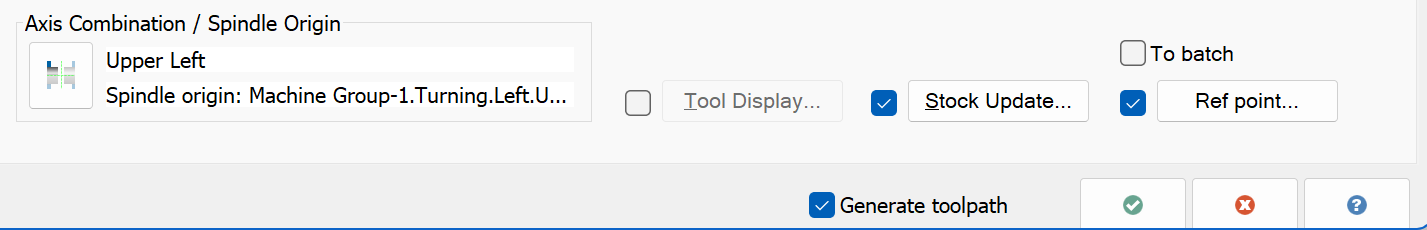 Axis Combination / Spindle Origin
Upper Left
Spindle origin: Machine Group-1.Turning.Left.U...
To batch
Tool Display...
Stock Update...
Ref point...
Generate toolpath